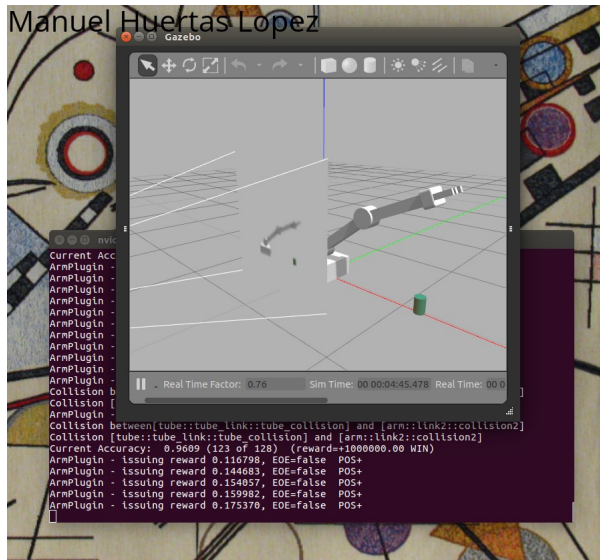 Manuel Huertas Lopez
Gazebo
Real Time Factor: 0.76 Sim Time: 00 00:04:45.478 Real Time: 00 0
Current Acc
ArmPlugin -
ArmPlugin -
ArmPlugin -
ArmPlugin -
ArmPlugin -
ArmPlugin -
ArmPlugin -
ArmPlugin -
ArmPlugin -
ArmPlugin -
ArmPlugin -
Collision b
Collision [
ArmPlugin -
Collision between[tube::tube_link::tube_collision] and [arm::link2::collision2]
Collision [tube::tube_link::tube_collision] and [arm::link2::collision2]
Current Accuracy: 0.9609 (123 of 128) (reward=+1000000.00 WIN)
ArmPlugin - issuing reward 0.116798, EOE=false POS+
ArmPlugin - issuing reward 0.144683, EOE=false POS+
ArmPlugin - issuing reward 0.154057, EOE=false POS+
ArmPlugin - issuing reward 0.159982, EOE=false POS+
ArmPlugin - issuing reward 0.175370, EOE=false POS+